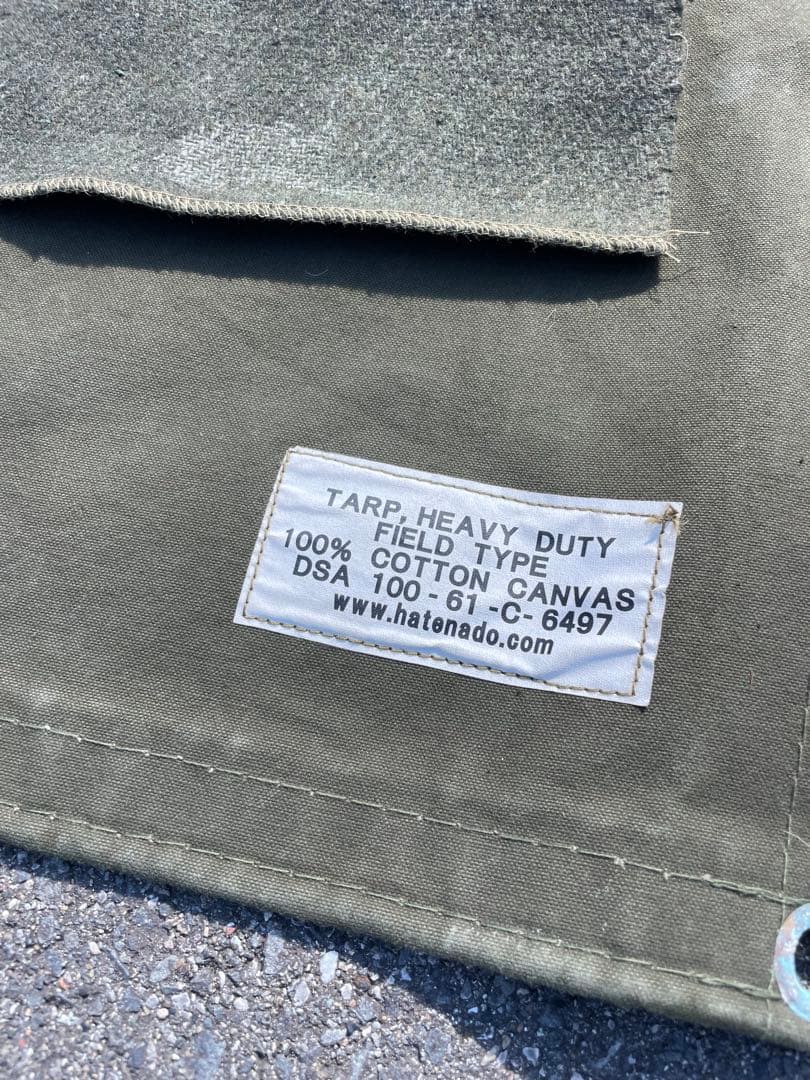 TARP, HEAVY DUTY
FIELD TYPE
100% COTTON CANVAS
DSA 100-61-C-6497
www.hatenado.com